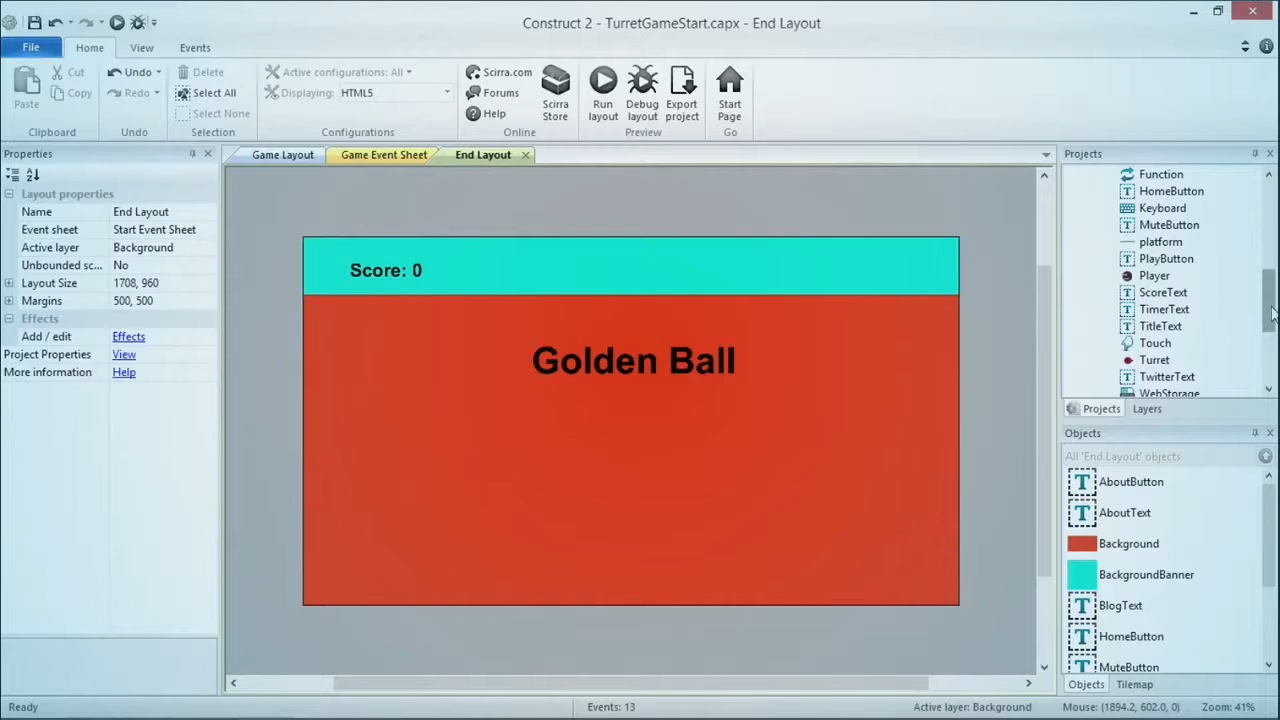 Construct 2 - TurretGameStart.capx - End Layout
File Home View Events
Paste Cut Copy Clipboard
Undo Redo Undo
Delete Select All Select None Selection
Active configurations: All
Displaying: HTML5
Configurations
Scirra.com Forums Help Scirra Store Online
Run layout Debug layout Export project Preview
Start Page Go
Properties
Layout properties
Name End Layout
Event sheet Start Event Sheet
Active layer Background
Unbounded sc... No
Layout Size 1708, 960
Margins 500, 500
Effects
Add / edit Effects
Project Properties View
More information Help
Game Layout Game Event Sheet End Layout
Score: 0
Golden Ball
Projects
Function
HomeButton
Keyboard
MuteButton
platform
PlayButton
Player
ScoreText
TimerText
TitleText
Touch
Turret
TwitterText
WebStorage
Projects Layers
Objects
All 'End Layout' objects
AboutButton
AboutText
Background
BackgroundBanner
BlogText
HomeButton
MuteButton
Objects Tilemap
Ready Events: 13 Active layer: Background Mouse: (1894.2, 602.0, 0) Zoom: 41%